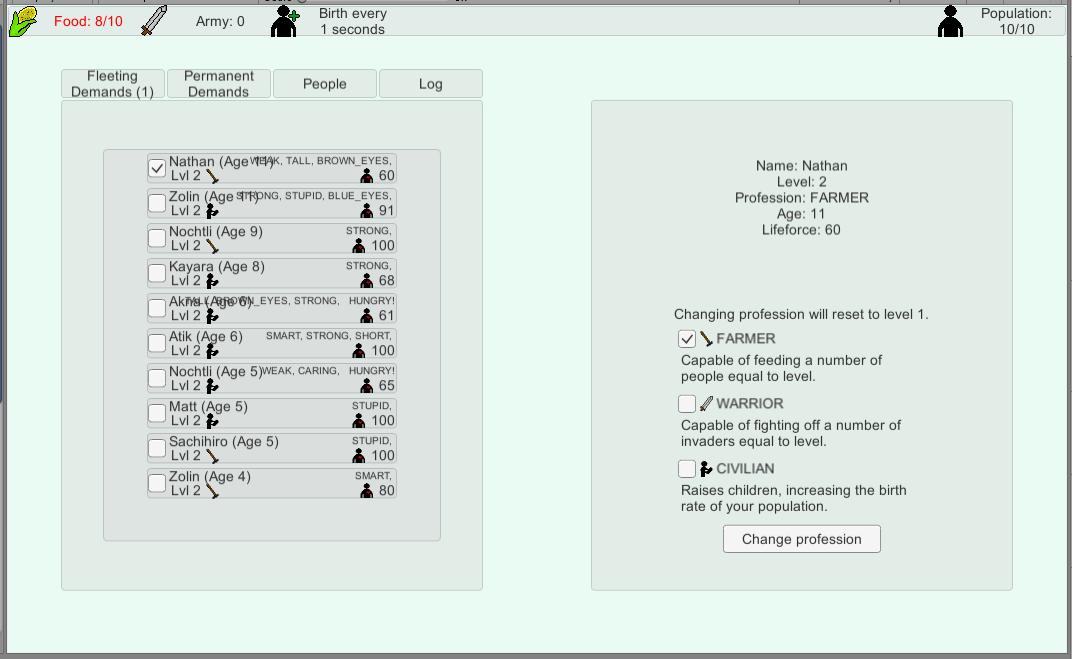 Food: 8/10
Army: 0
Birth every
1 seconds
Population:
10/10
Fleeting
Demands (1)
Permanent
Demands
People
Log
Nathan (Age 11) WEAK, TALL, BROWN_EYES,
Lvl 2 60
Zolin (Age 11) STRONG, STUPID, BLUE_EYES,
Lvl 2 91
Nochtli (Age 9) STRONG,
Lvl 2 100
Kayara (Age 8) STRONG,
Lvl 2 68
Akna (Age 6) TALL, BROWN_EYES, STRONG, HUNGRY!
Lvl 2 61
Atik (Age 6) SMART, STRONG, SHORT,
Lvl 2 100
Nochtli (Age 5) WEAK, CARING, HUNGRY!
Lvl 2 65
Matt (Age 5) STUPID,
Lvl 2 100
Sachihiro (Age 5) STUPID,
Lvl 2 100
Zolin (Age 4) SMART,
Lvl 2 80
Name: Nathan
Level: 2
Profession: FARMER
Age: 11
Lifeforce: 60
Changing profession will reset to level 1.
FARMER
Capable of feeding a number of
people equal to level.
WARRIOR
Capable of fighting off a number of
invaders equal to level.
CIVILIAN
Raises children, increasing the birth
rate of your population.
Change profession